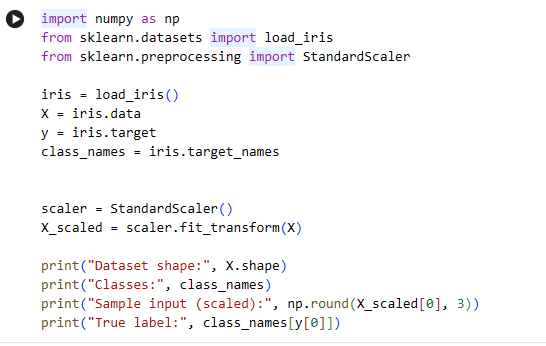 import numpy as np
from sklearn.datasets import load_iris
from sklearn.preprocessing import StandardScaler
iris = load_iris()
X = iris.data
y = iris.target
class_names = iris.target_names
scaler = StandardScaler()
X_scaled = scaler.fit_transform(X)
print("Dataset shape:", X.shape)
print("Classes:", class_names)
print("Sample input (scaled):", np.round(X_scaled[0], 3))
print("True label:", class_names[y[0]])